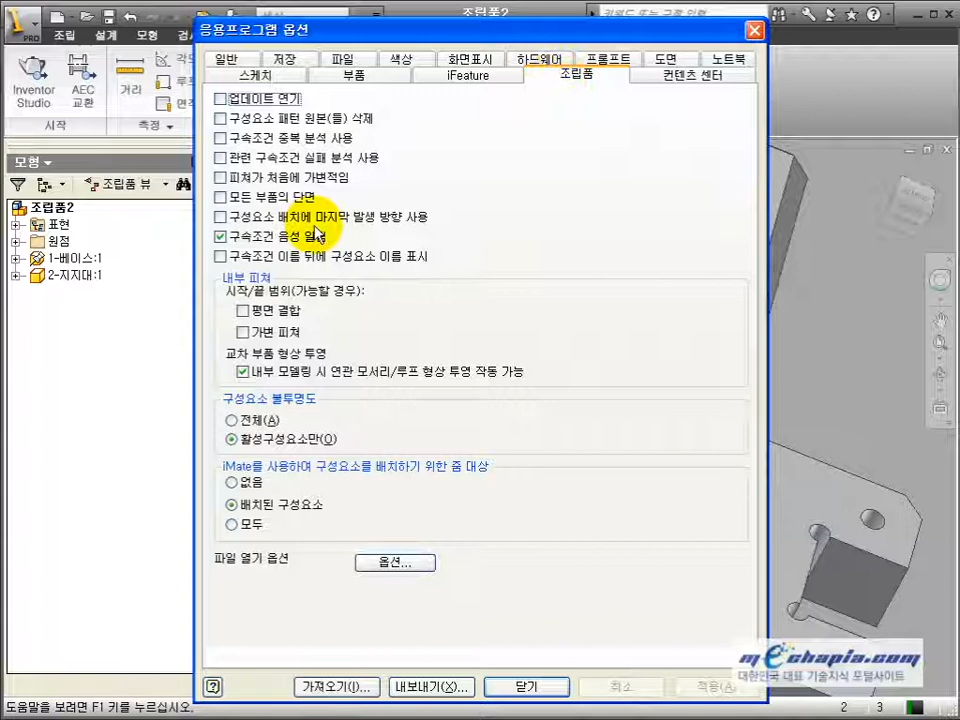 조립품2
키워드 또는 구절 입력
PRO
조립 설계 모형
Inventor
Studio
AEC
교환
거리
시작
측정
모형
조립품 뷰
조립품2
표현
원점
1-베이스:1
2-지지대:1
응용프로그램 옵션
일반 저장 파일 색상 화면표시 하드웨어 프롬프트 도면 노트북
스케치 부품 iFeature 조립품 컨텐츠 센터
업데이트 연기
구성요소 패턴 원본(들) 삭제
구속조건 중복 분석 사용
관련 구속조건 실패 분석 사용
피쳐가 처음에 가변적임
모든 부품의 단면
구성요소 배치에 마지막 발생 방향 사용
구속조건 음성
구속조건 이름 뒤에 구성요소 이름 표시
내부 피쳐
시작/끝 범위(가능할 경우):
평면 결합
가변 피쳐
교차 부품 형상 투영
내부 모델링 시 연관 모서리/루프 형상 투영 작동 가능
구성요소 불투명도
전체(A)
활성구성요소만(O)
iMate를 사용하여 구성요소를 배치하기 위한 줌 대상
없음
배치된 구성요소
모두
파일 열기 옵션 옵션...
가져오기(I)... 내보내기(X)... 닫기 취소 적용(A)
mechapia.com
대한민국 대표 기술지식 포털사이트
도움말을 보려면 F1 키를 누르십시오. 2 3